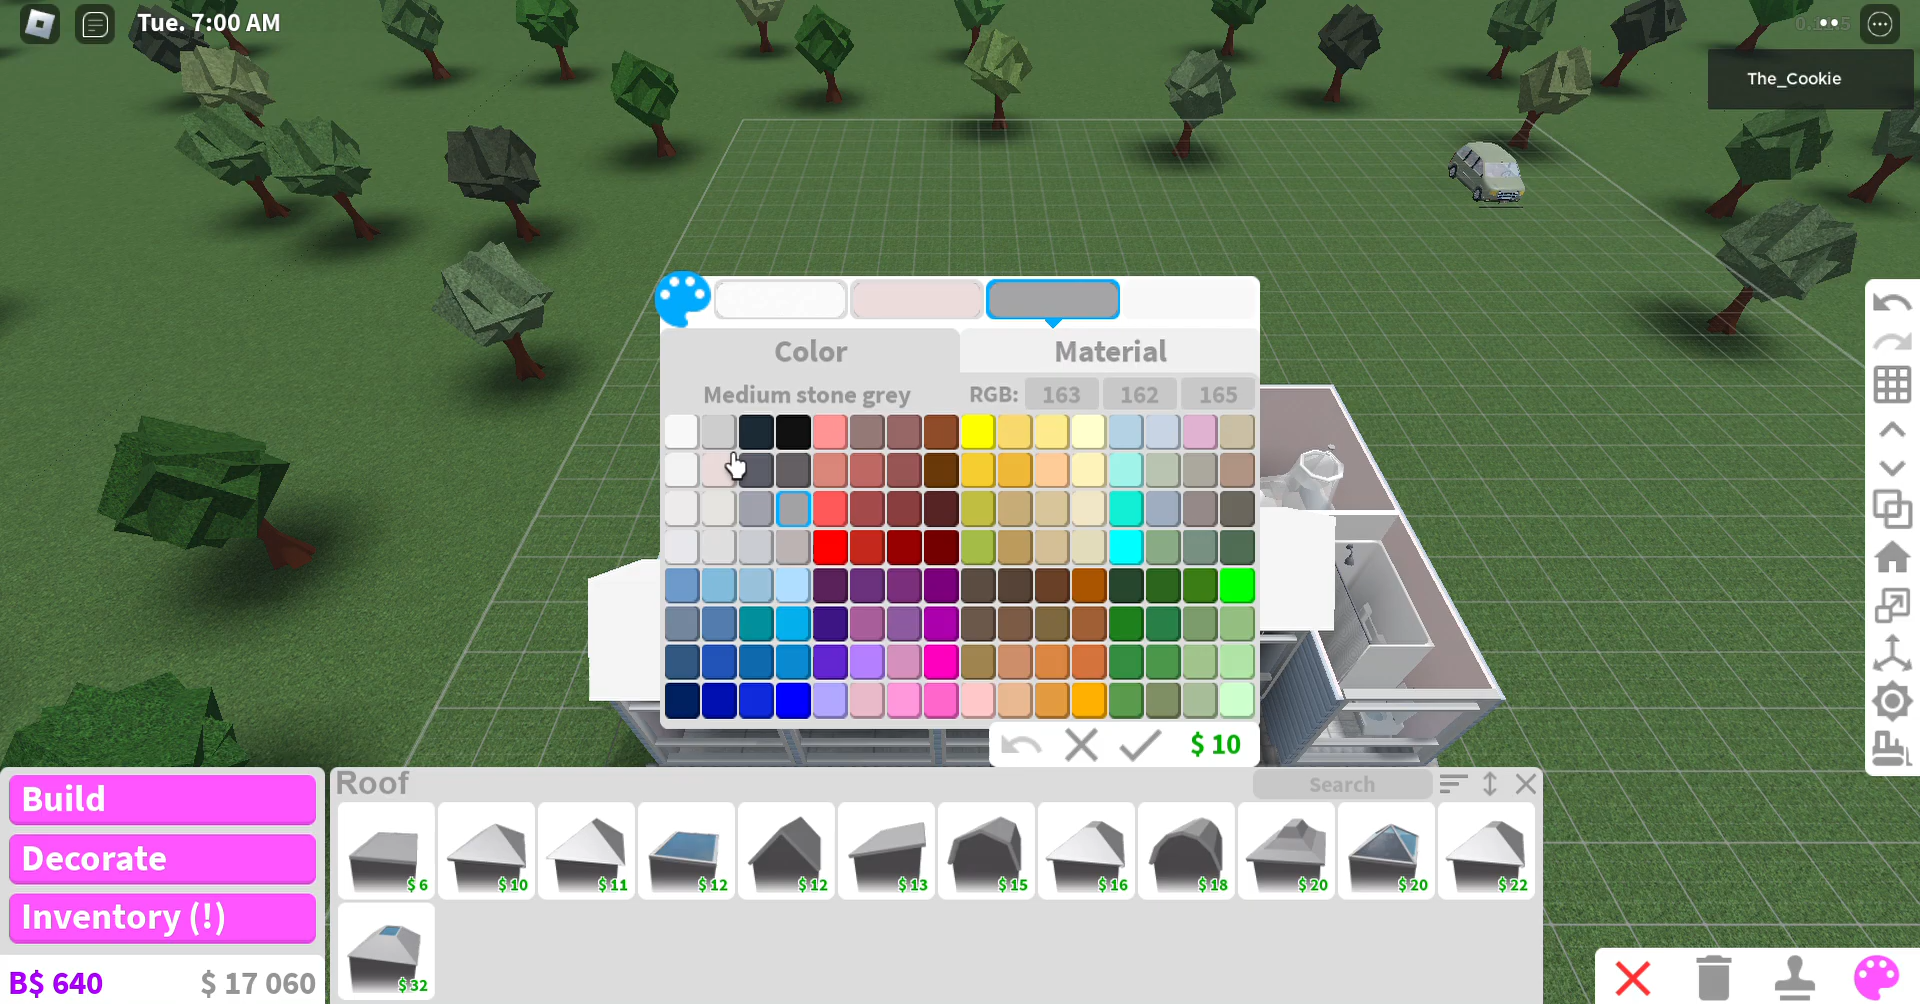 Tue. 7:00 AM
The_Cookie
Color
Material
Medium stone grey
RGB: 163 162 165
$ 10
Build
Decorate
Inventory (!)
B$ 640
$ 17 060
Roof
Search
$ 6
$ 10
$ 11
$ 12
$ 12
$ 13
$ 15
$ 16
$ 18
$ 20
$ 20
$ 22
$ 32